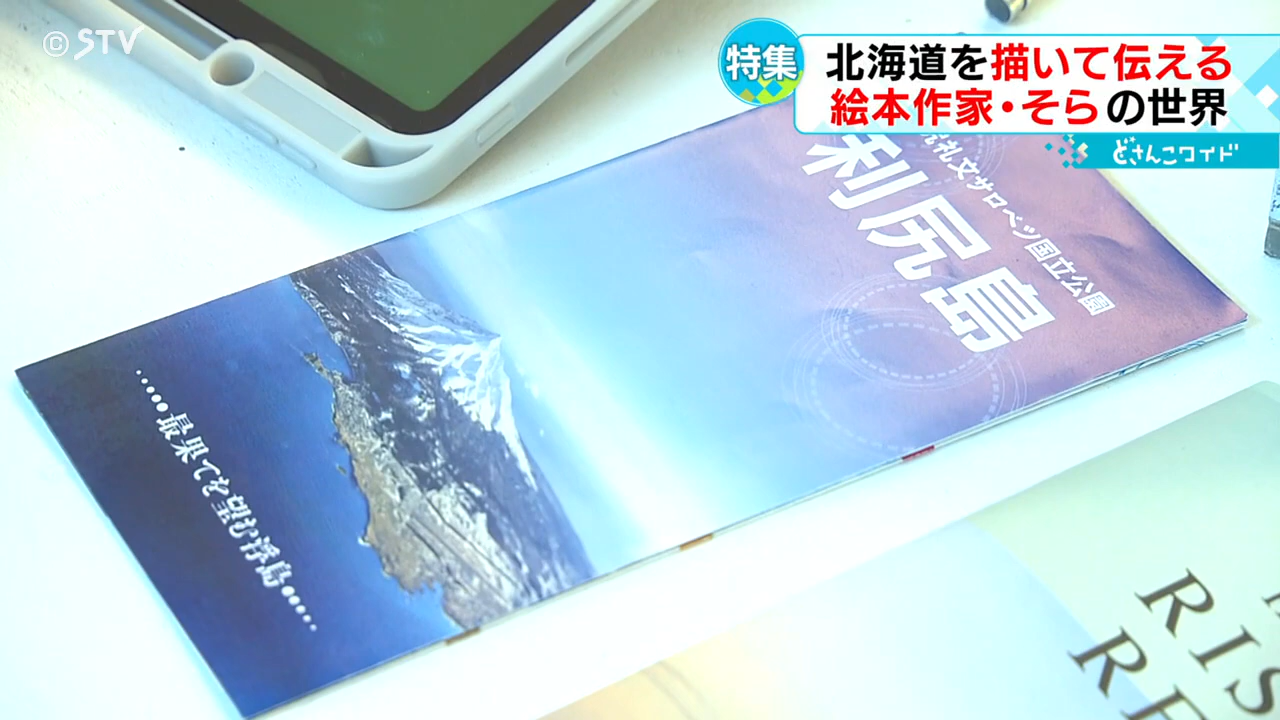 © STV
特集
北海道を描いて伝える
絵本作家・そらの世界
どさんこワイド
礼文サロベツ国立公園
利尻島
•••••最果てを望む浮島•••••
RIS
RE